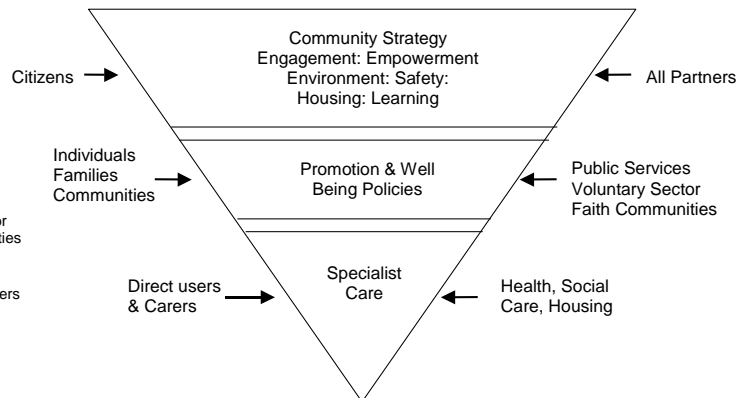 Community Strategy
Engagement: Empowerment
Environment: Safety:
Housing: Learning
Citizens
All Partners
Individuals
Families
Communities
Promotion & Well
Being Policies
Public Services
Voluntary Sector
Faith Communities
Direct users
& Carers
Specialist
Care
Health, Social
Care, Housing